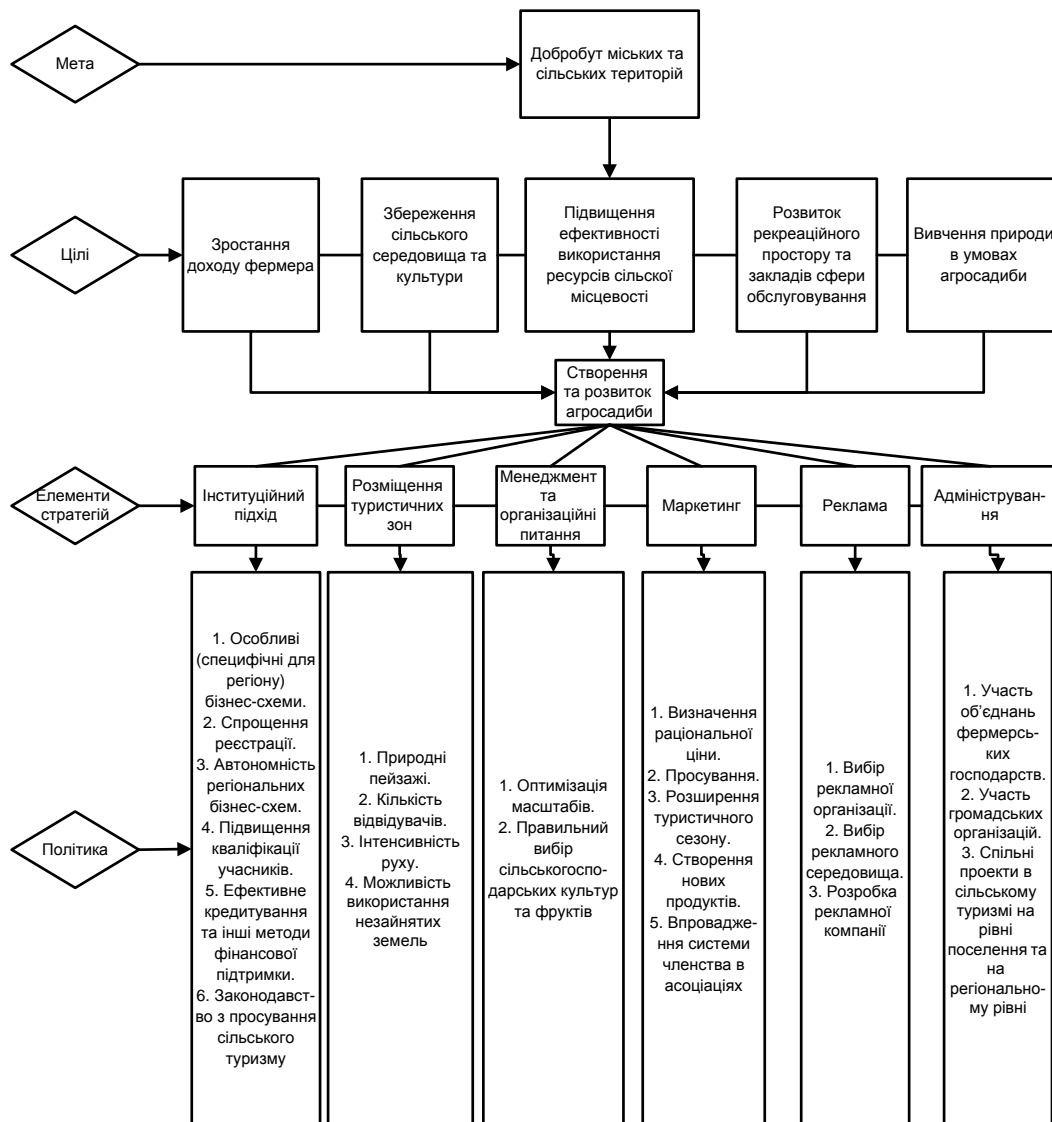 Мета
Добробут міських та
сільських територій
Цілі
Зростання
доходу фермера
Збереження
сільського
середовища та
культури
Підвищення
ефективності
використання
ресурсів сільскої
місцевості
Розвиток
рекреаційного
простору та
закладів сфери
обслуговування
Вивчення природи
в умовах
агросадиби
Створення
та розвиток
агросадиби
Елементи
стратегій
Інституційний
підхід
Розміщення
туристичних
зон
Менеджмент
та
організаційні
питання
Маркетинг
Реклама
Адмініструван-
ня
Політика
1. Особливі
(специфічні для
регіону)
бізнес-схеми.
2. Спрощення
реєстрації.
3. Автономність
регіональних
бізнес-схем.
4. Підвищення
кваліфікації
учасників.
5. Ефективне
кредитування
та інші методи
фінансової
підтримки.
6. Законодавст-
во з просування
сільського
туризму
1. Природні
пейзажі.
2. Кількість
відвідувачів.
3. Інтенсивність
руху.
4. Можливість
використання
незайнятих
земель
1. Оптимізація
масштабів.
2. Правильний
вибір
сільськогоспо-
дарських культур
та фруктів
1. Визначення
раціональної
ціни.
2. Просування.
3. Розширення
туристичного
сезону.
4. Створення
нових
продуктів.
5. Впровадже-
ння системи
членства в
асоціаціях
1. Вибір
рекламної
організації.
2. Вибір
рекламного
середовища.
3. Розробка
рекламної
компанії
1. Участь
об’єднань
фермерсь-
ких
господарств.
2. Участь
громадських
організацій.
3. Спільні
проекти в
сільському
туризмі на
рівні
поселення та
на
регіонально-
му рівні